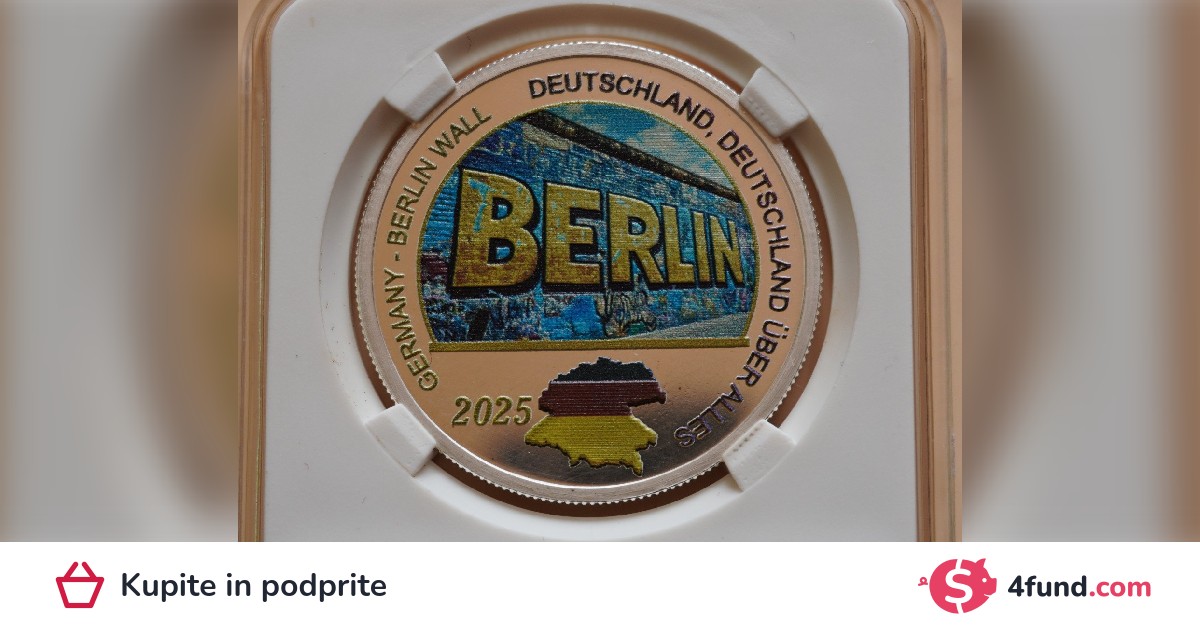 GERMANY - BERLIN WALL
DEUTSCHLAND, DEUTSCHLAND ÜBER ALLES
BERLIN
2025
Kupite in podprite
4fund.com